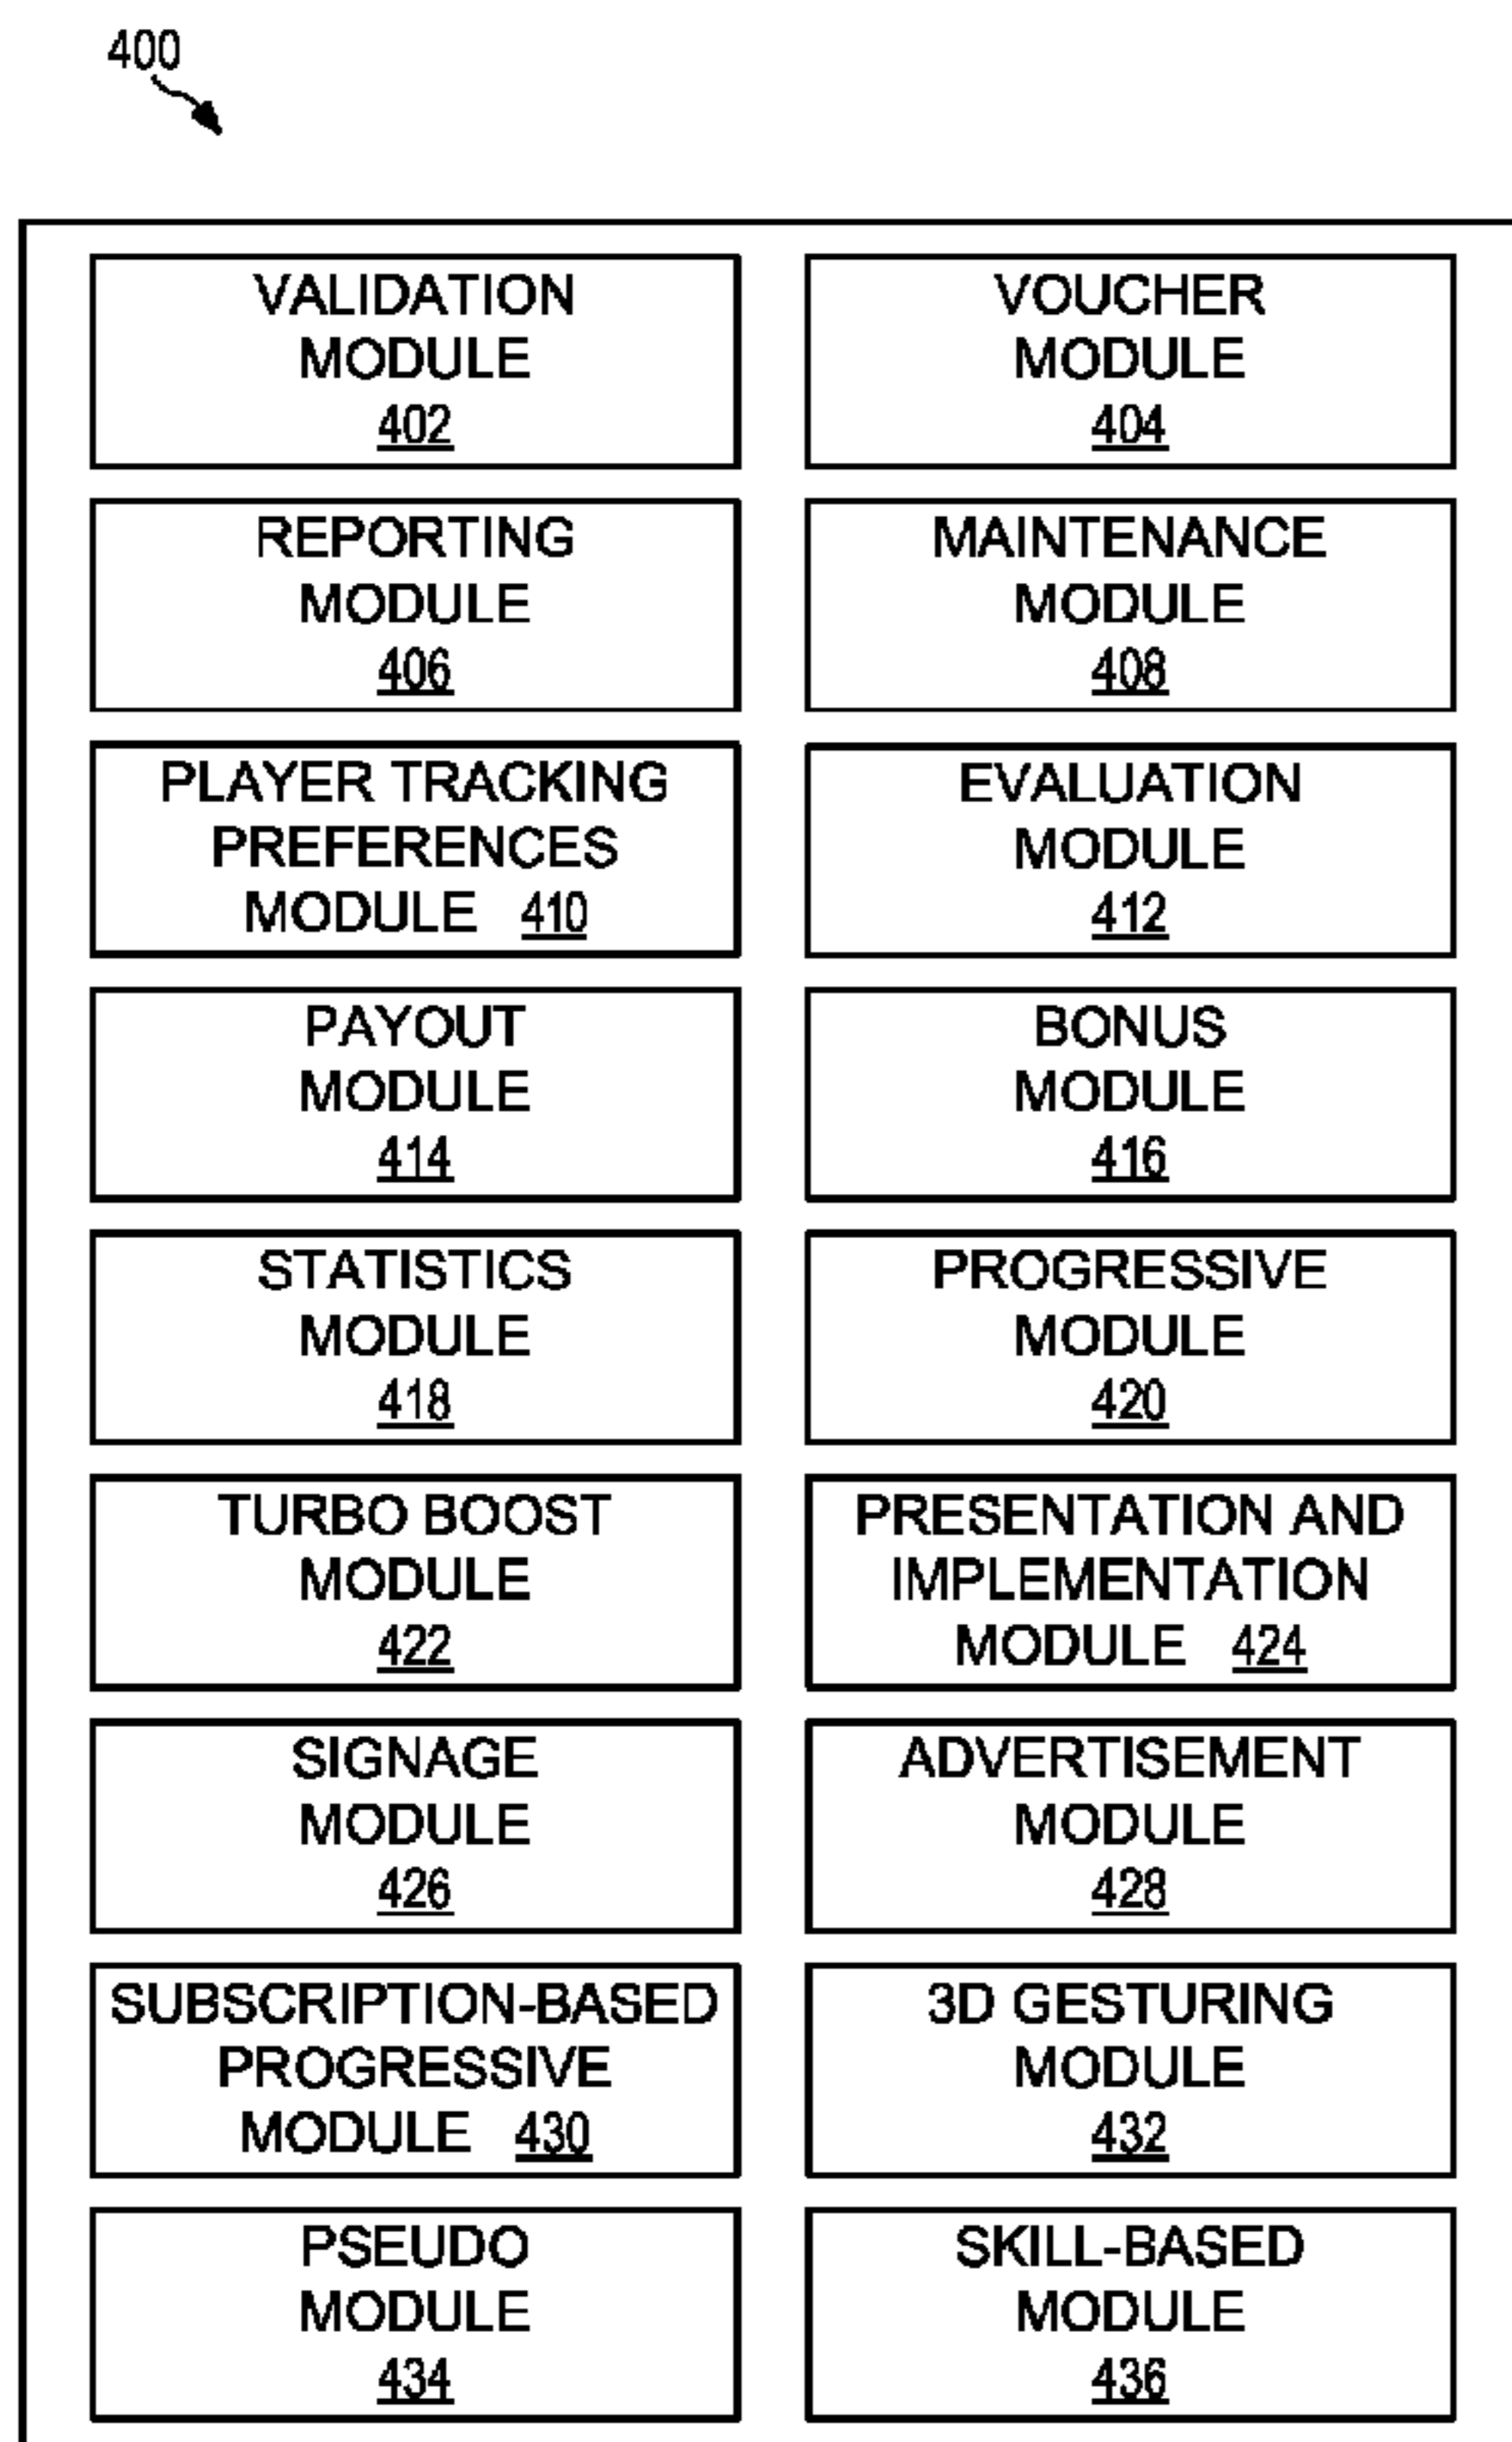 400
VALIDATION
MODULE
402
VOUCHER
MODULE
404
REPORTING
MODULE
406
MAINTENANCE
MODULE
408
PLAYER TRACKING
PREFERENCES
MODULE 410
EVALUATION
MODULE
412
PAYOUT
MODULE
414
BONUS
MODULE
416
STATISTICS
MODULE
418
PROGRESSIVE
MODULE
420
TURBO BOOST
MODULE
422
PRESENTATION AND
IMPLEMENTATION
MODULE 424
SIGNAGE
MODULE
426
ADVERTISEMENT
MODULE
428
SUBSCRIPTION-BASED
PROGRESSIVE
MODULE 430
3D GESTURING
MODULE
432
PSEUDO
MODULE
434
SKILL-BASED
MODULE
436